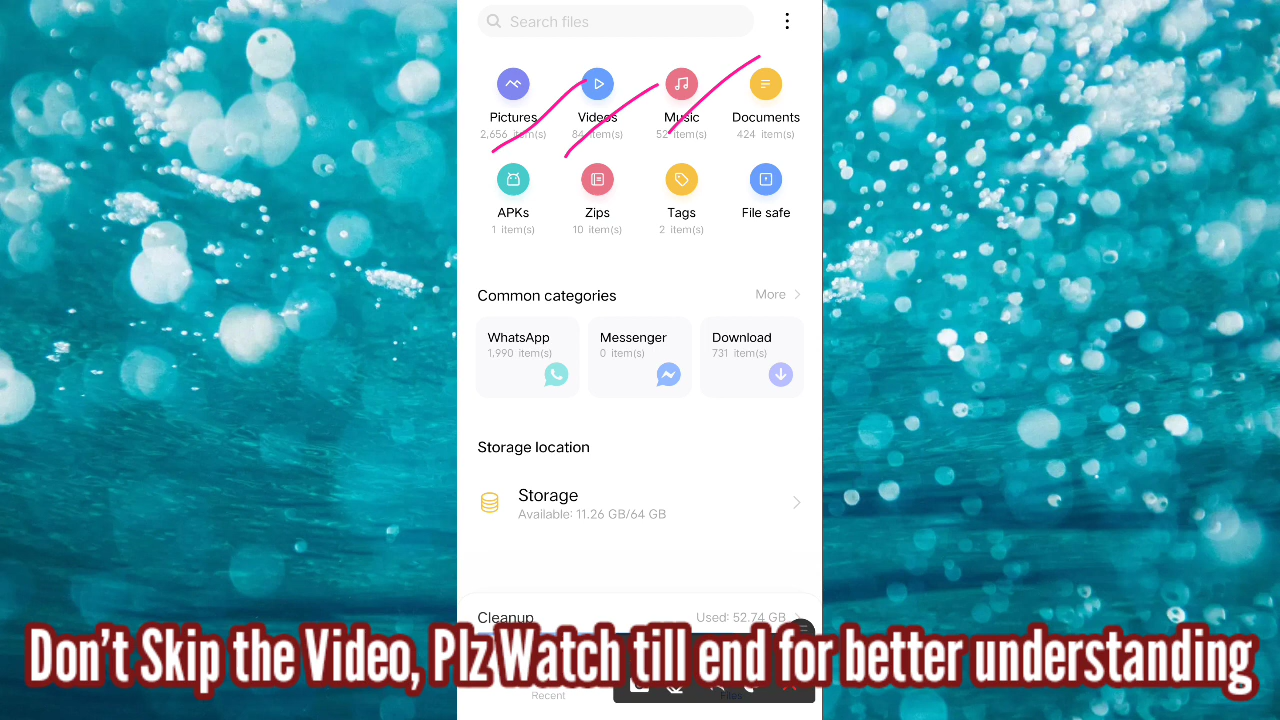 Search files
Pictures Videos Music Documents
2,656 item(s) 84 item(s) 52 item(s) 424 item(s)
APKs Zips Tags File safe
1 item(s) 10 item(s) 2 item(s)
Common categories More
WhatsApp Messenger Download
1,990 item(s) 0 item(s) 731 item(s)
Storage location
Storage
Available: 11.26 GB/64 GB
Cleanup Used: 52.74 GB
Don't Skip the Video, Plz Watch till end for better understanding
Recent Files